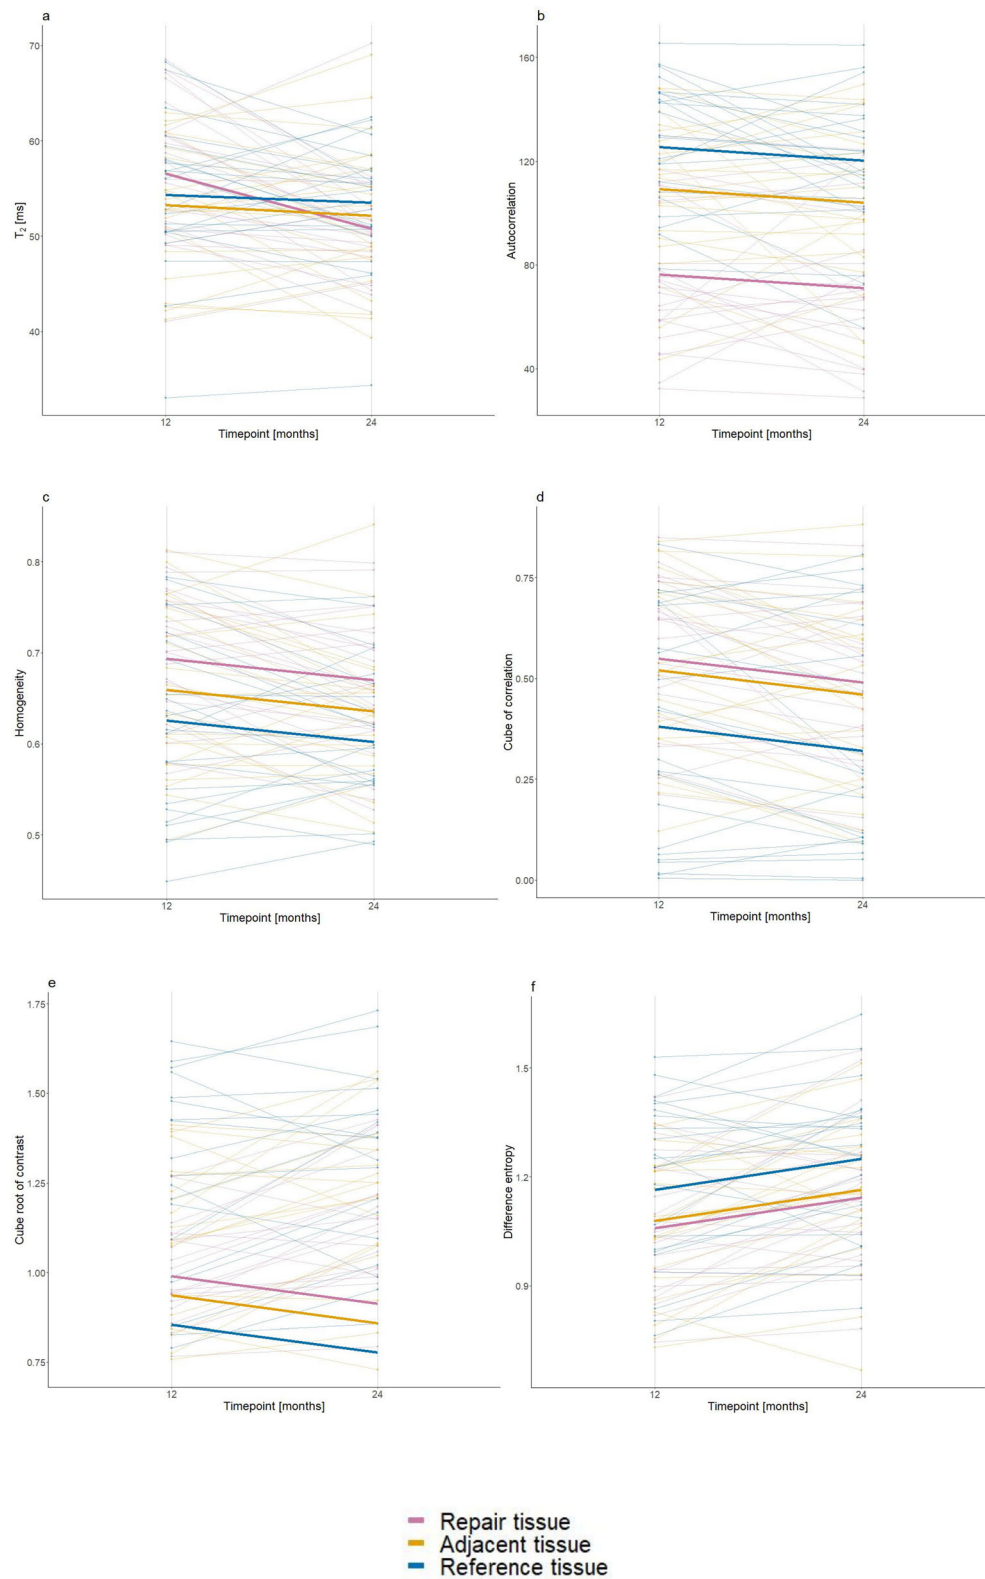 a
70
60
50
40
T2 [ms]
12
24
Timepoint [months]
b
160
120
80
40
Autocorrelation
12
24
Timepoint [months]
c
0.8
0.7
0.6
0.5
Homogeneity
12
24
Timepoint [months]
d
0.75
0.50
0.25
0.00
Cube of correlation
12
24
Timepoint [months]
e
1.75
1.50
1.25
1.00
0.75
Cube root of contrast
12
24
Timepoint [months]
f
1.5
1.2
0.9
Difference entropy
12
24
Timepoint [months]
Repair tissue
Adjacent tissue
Reference tissue